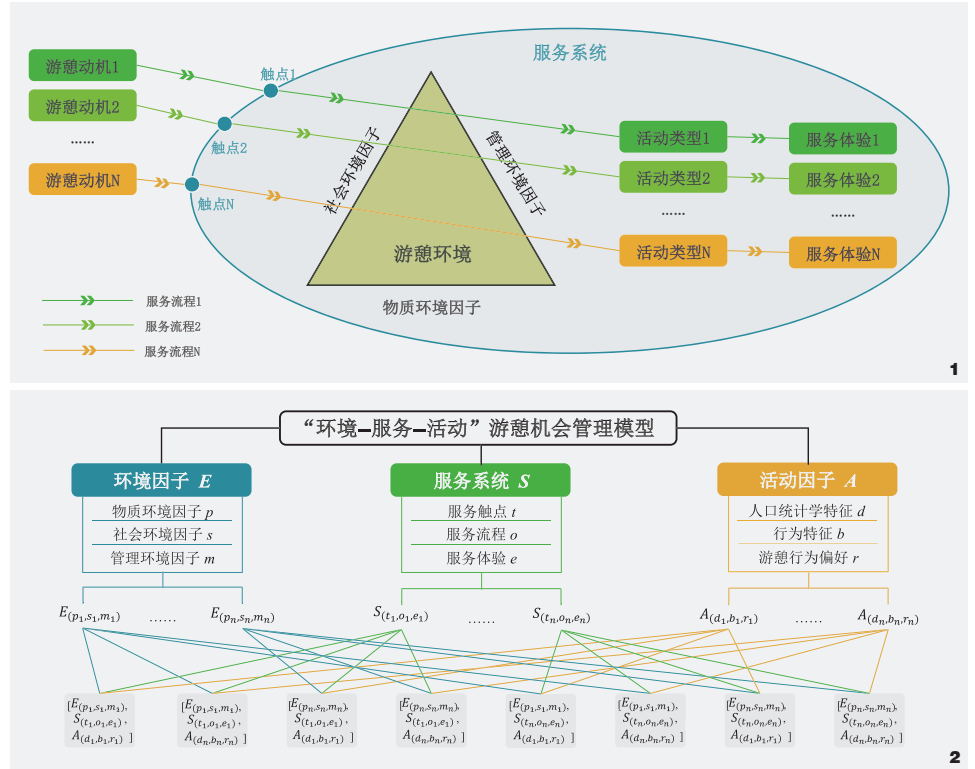 服务系统
游憩动机1
触点1
游憩动机2
触点2
……
游憩动机N
触点N
社会环境因子
管理环境因子
游憩环境
物质环境因子
活动类型1
服务体验1
活动类型2
服务体验2
……
……
活动类型N
服务体验N
服务流程1
服务流程2
服务流程N
1
“环境–服务–活动”游憩机会管理模型
环境因子 E
物质环境因子 p
社会环境因子 s
管理环境因子 m
服务系统 S
服务触点 t
服务流程 o
服务体验 e
活动因子 A
人口统计学特征 d
行为特征 b
游憩行为偏好 r
E(p₁,s₁,m₁) …… E(pₙ,sₙ,mₙ)
S(t₁,o₁,e₁) …… S(tₙ,oₙ,eₙ)
A(d₁,b₁,r₁) …… A(dₙ,bₙ,rₙ)
[E(p₁,s₁,m₁),
S(t₁,o₁,e₁) ,
A(d₁,b₁,r₁) ]
[E(p₁,s₁,m₁),
S(t₁,o₁,e₁) ,
A(dₙ,bₙ,rₙ) ]
[E(pₙ,sₙ,mₙ),
S(t₁,o₁,e₁) ,
A(d₁,b₁,r₁) ]
[E(pₙ,sₙ,mₙ),
S(t₁,o₁,e₁) ,
A(dₙ,bₙ,rₙ) ]
[E(p₁,s₁,m₁),
S(tₙ,oₙ,eₙ) ,
A(d₁,b₁,r₁) ]
[E(p₁,s₁,m₁),
S(tₙ,oₙ,eₙ) ,
A(dₙ,bₙ,rₙ) ]
[E(pₙ,sₙ,mₙ),
S(tₙ,oₙ,eₙ) ,
A(d₁,b₁,r₁) ]
[E(pₙ,sₙ,mₙ),
S(tₙ,oₙ,eₙ) ,
A(dₙ,bₙ,rₙ) ]
2